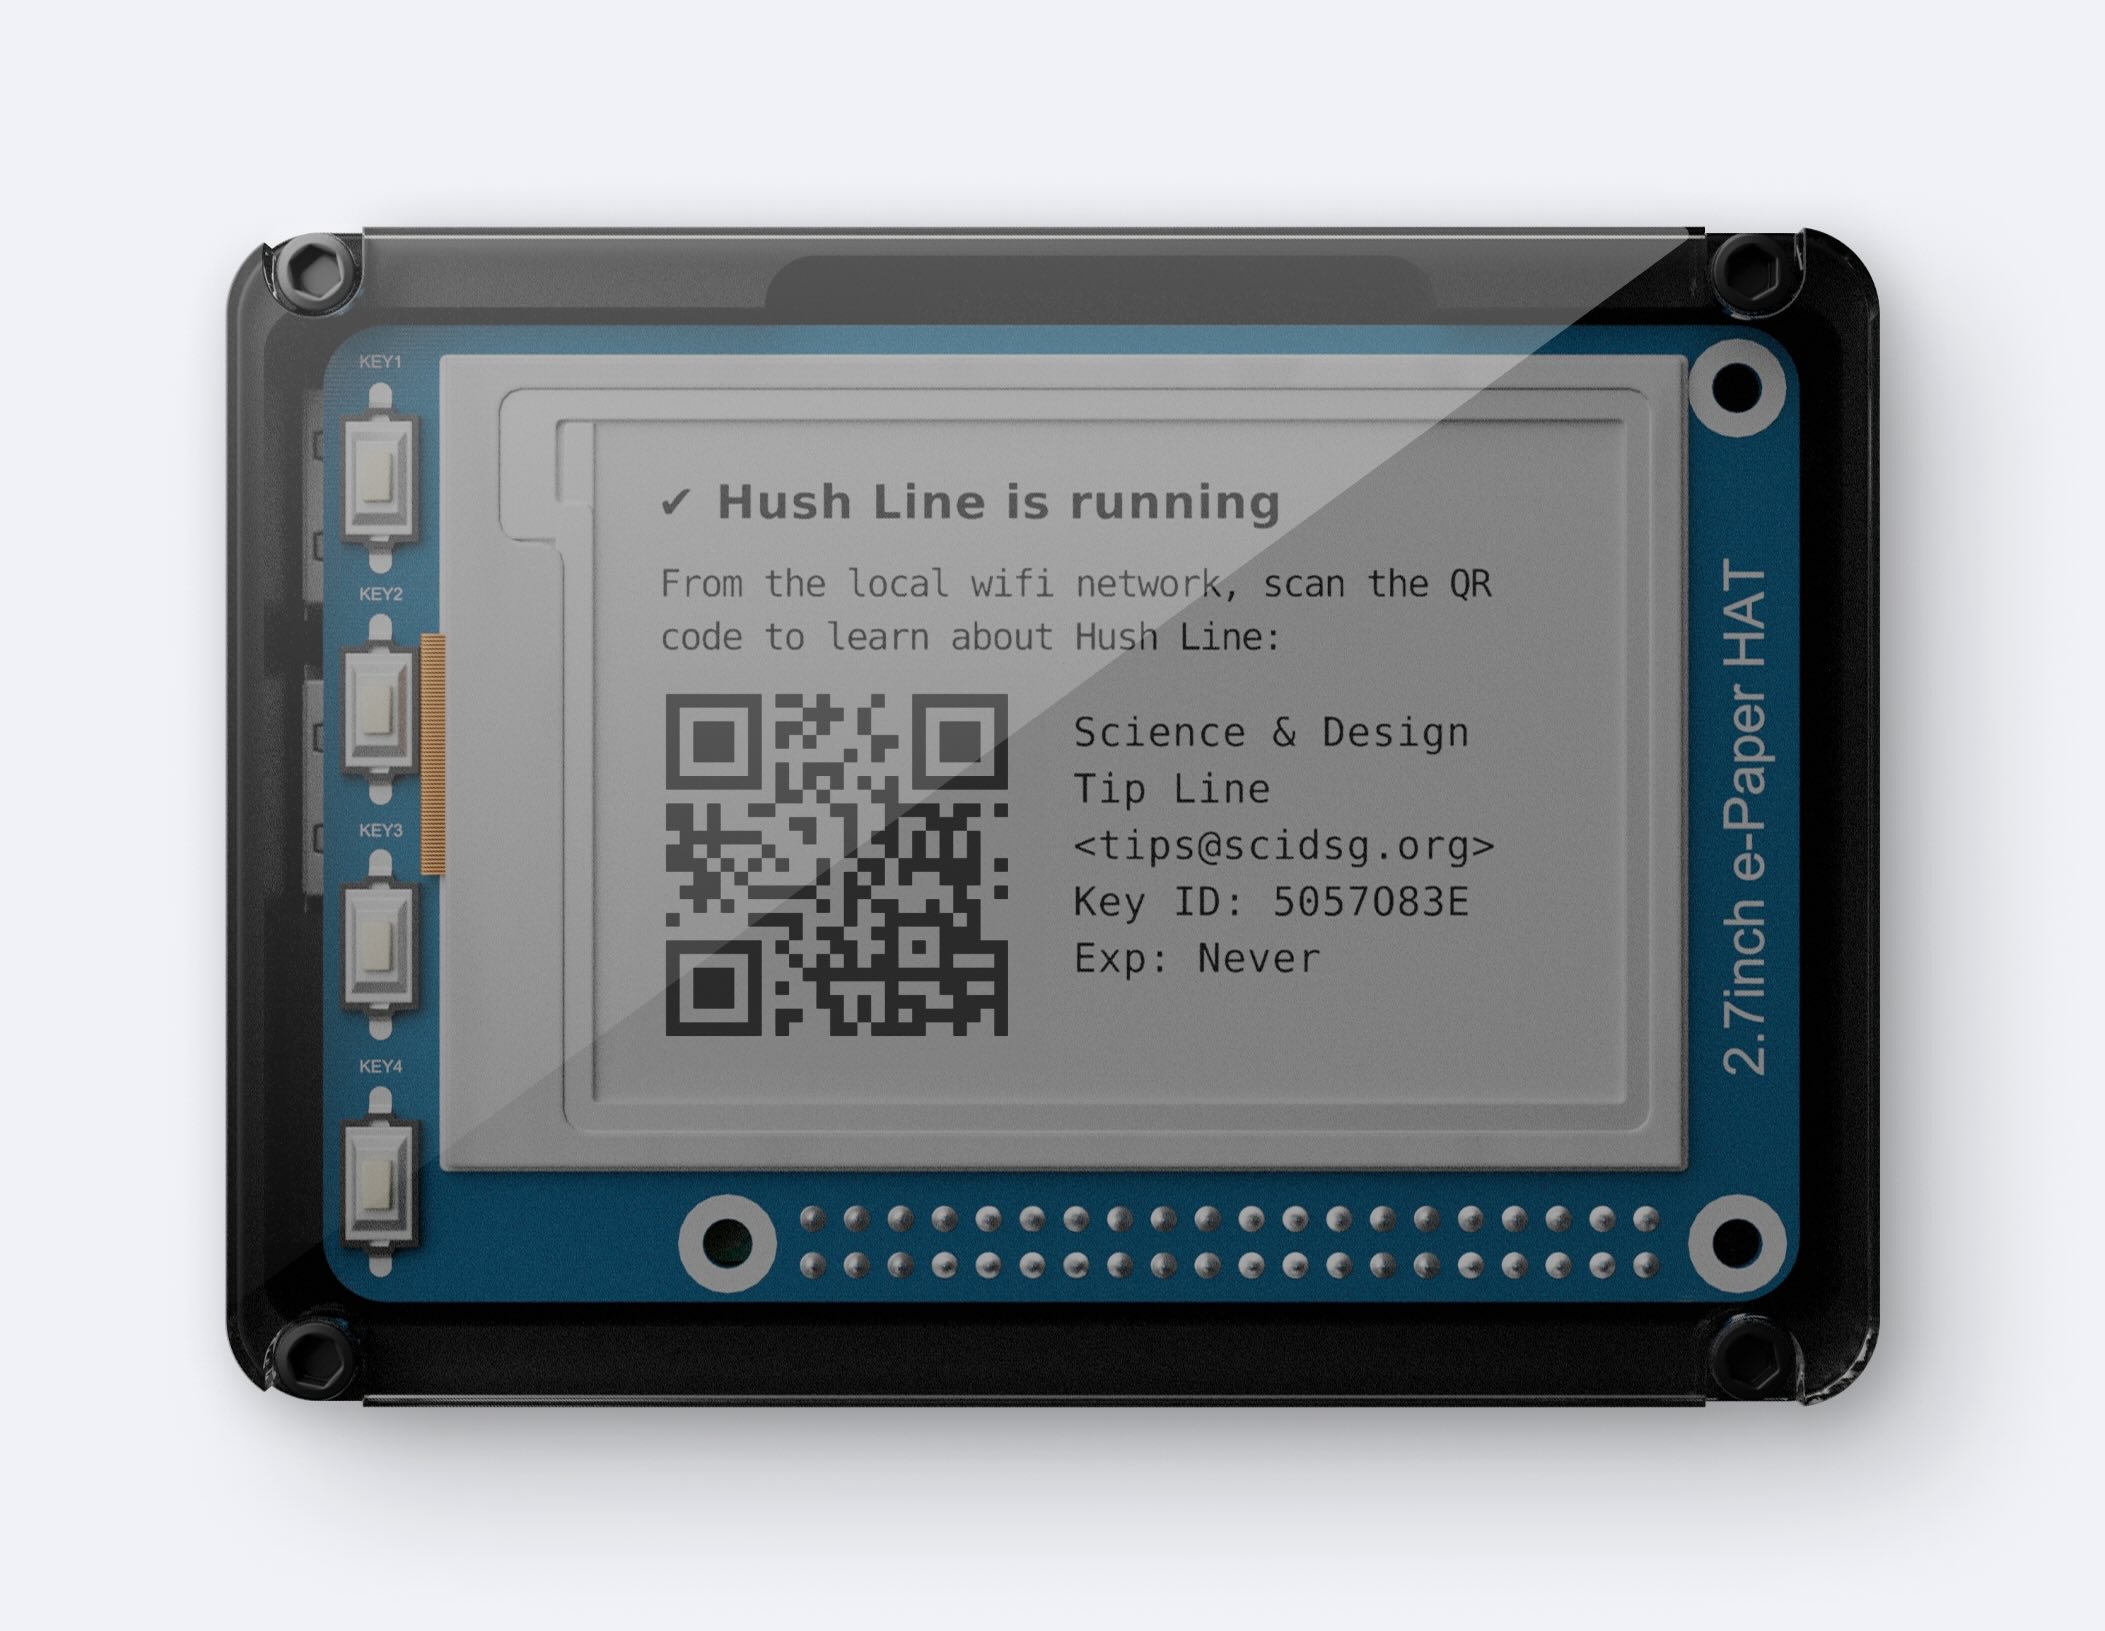 KEY1
KEY2
KEY3
KEY4
✔ Hush Line is running
From the local wifi network, scan the QR
code to learn about Hush Line:
Science & Design
Tip Line
<tips@scidsg.org>
Key ID: 5057O83E
Exp: Never
2.7inch e-Paper HAT